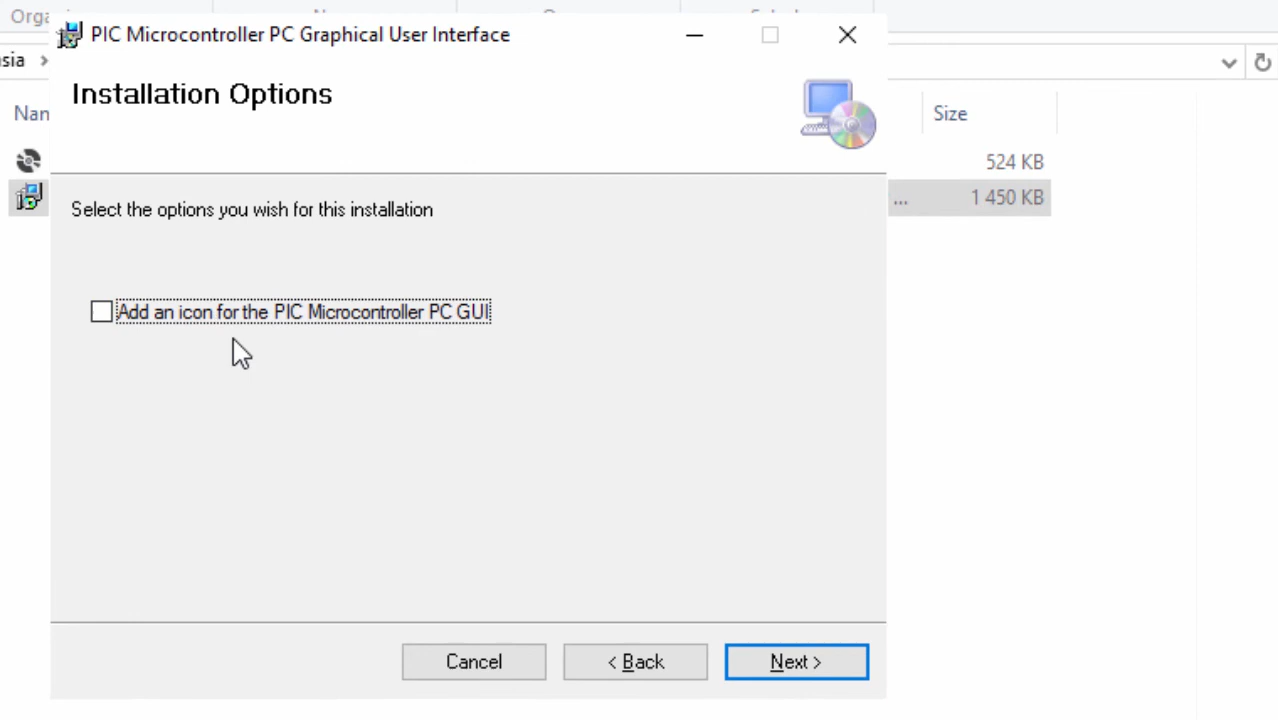 PIC Microcontroller PC Graphical User Interface
sia
Installation Options
Nan
Size
524 KB
Select the options you wish for this installation
...
1 450 KB
Add an icon for the PIC Microcontroller PC GUI
Cancel
< Back
Next >